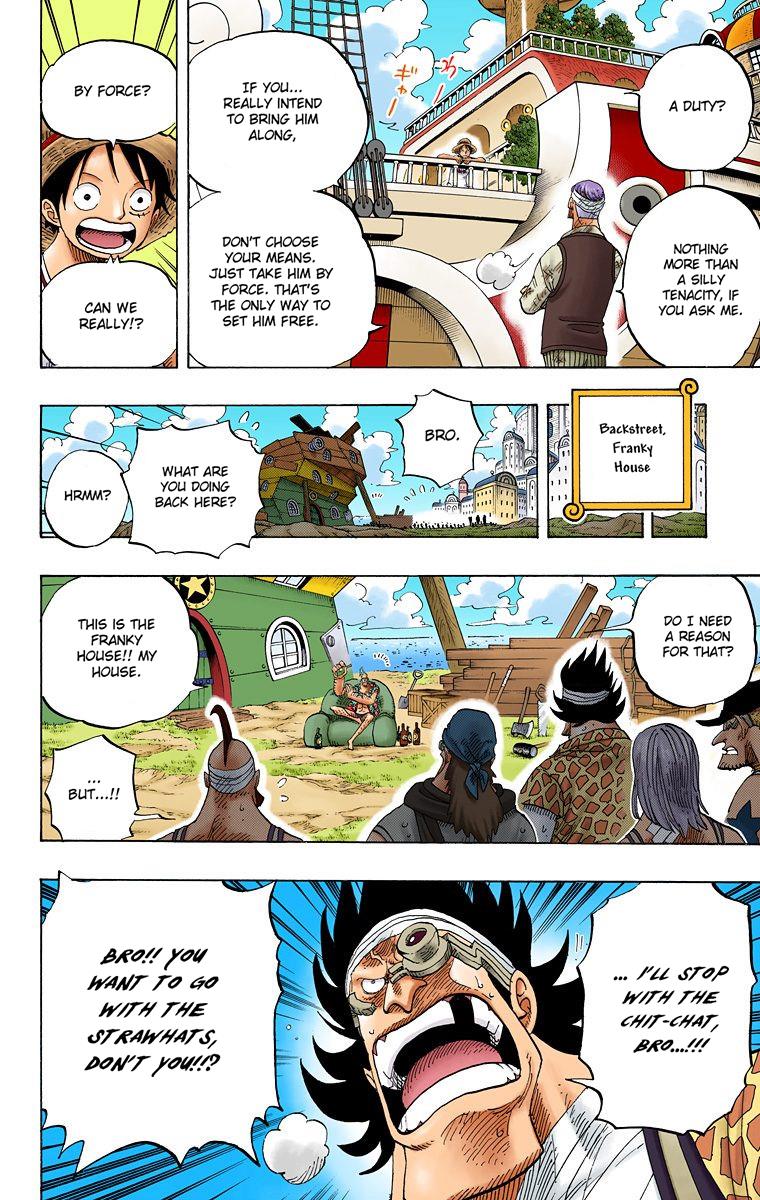 A DUTY?
NOTHING
MORE THAN
A SILLY
TENACITY, IF
YOU ASK ME.
ギャー
IF YOU...
REALLY INTEND
TO BRING HIM
ALONG,
DON'T CHOOSE
YOUR MEANS.
JUST TAKE HIM BY
FORCE. THAT'S
THE ONLY WAY TO
SET HIM FREE.
BY FORCE?
CAN WE
REALLY!?
Backstreet,
Franky
House
BRO.
WHAT ARE
YOU DOING
BACK HERE?
HRMM?
DO I NEED
A REASON
FOR THAT?
THIS IS THE
FRANKY
HOUSE!! MY
HOUSE.
...
BUT...!!
... I'LL STOP
WITH THE
CHIT-CHAT,
BRO...!!!
BRO!! YOU
WANT TO GO
WITH THE
STRAWHATS,
DON'T YOU!!?